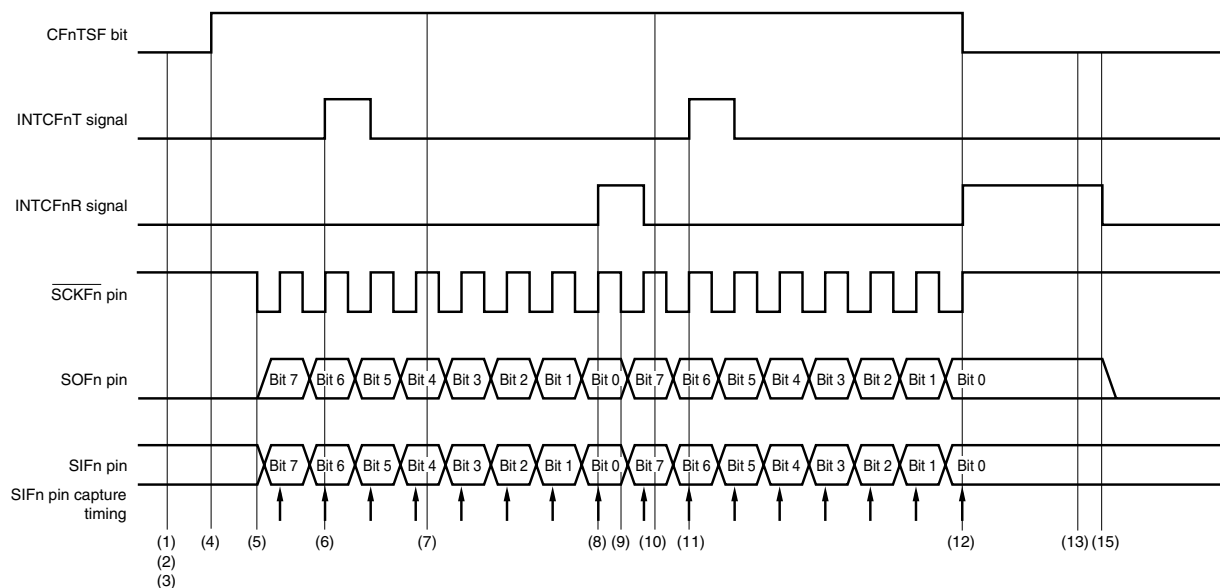 CFnTSF bit
INTCFnT signal
INTCFnR signal
SCKFn pin
SOFn pin
Bit 7 Bit 6 Bit 5 Bit 4 Bit 3 Bit 2 Bit 1 Bit 0 Bit 7 Bit 6 Bit 5 Bit 4 Bit 3 Bit 2 Bit 1 Bit 0
SIFn pin
Bit 7 Bit 6 Bit 5 Bit 4 Bit 3 Bit 2 Bit 1 Bit 0 Bit 7 Bit 6 Bit 5 Bit 4 Bit 3 Bit 2 Bit 1 Bit 0
SIFn pin capture
timing
(1) (4) (5) (6) (7) (8) (9) (10) (11) (12) (13) (15)
(2)
(3)